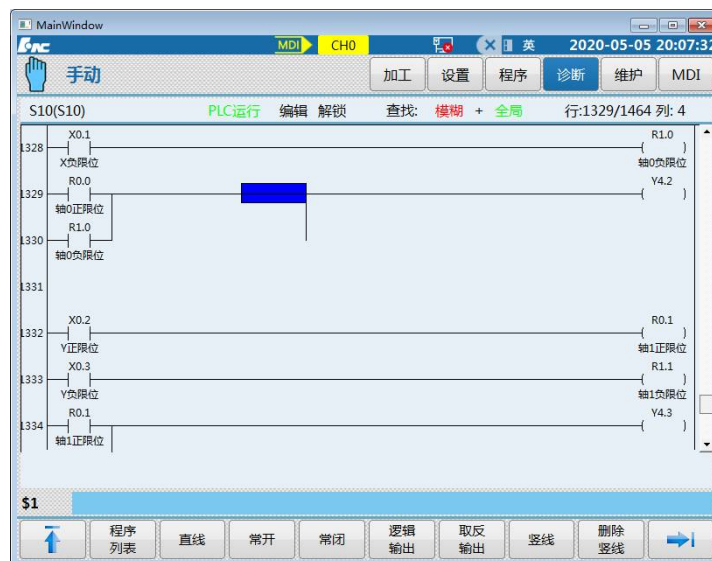 MainWindow
HNC MDI CH0 英 2020-05-05 20:07:32
手动 加工 设置 程序 诊断 维护 MDI
S10(S10) PLC运行 编辑 解锁 查找: 模糊 + 全局 行:1329/1464 列: 4
X0.1 R1.0
1328
X负限位 轴0负限位
R0.0 Y4.2
1329
轴0正限位
R1.0
1330
轴0负限位
1331
X0.2 R0.1
1332
Y正限位 轴1正限位
X0.3 R1.1
1333
Y负限位 轴1负限位
R0.1 Y4.3
1334
轴1正限位
$1
程序列表 直线 常开 常闭 逻辑输出 取反输出 竖线 删除竖线